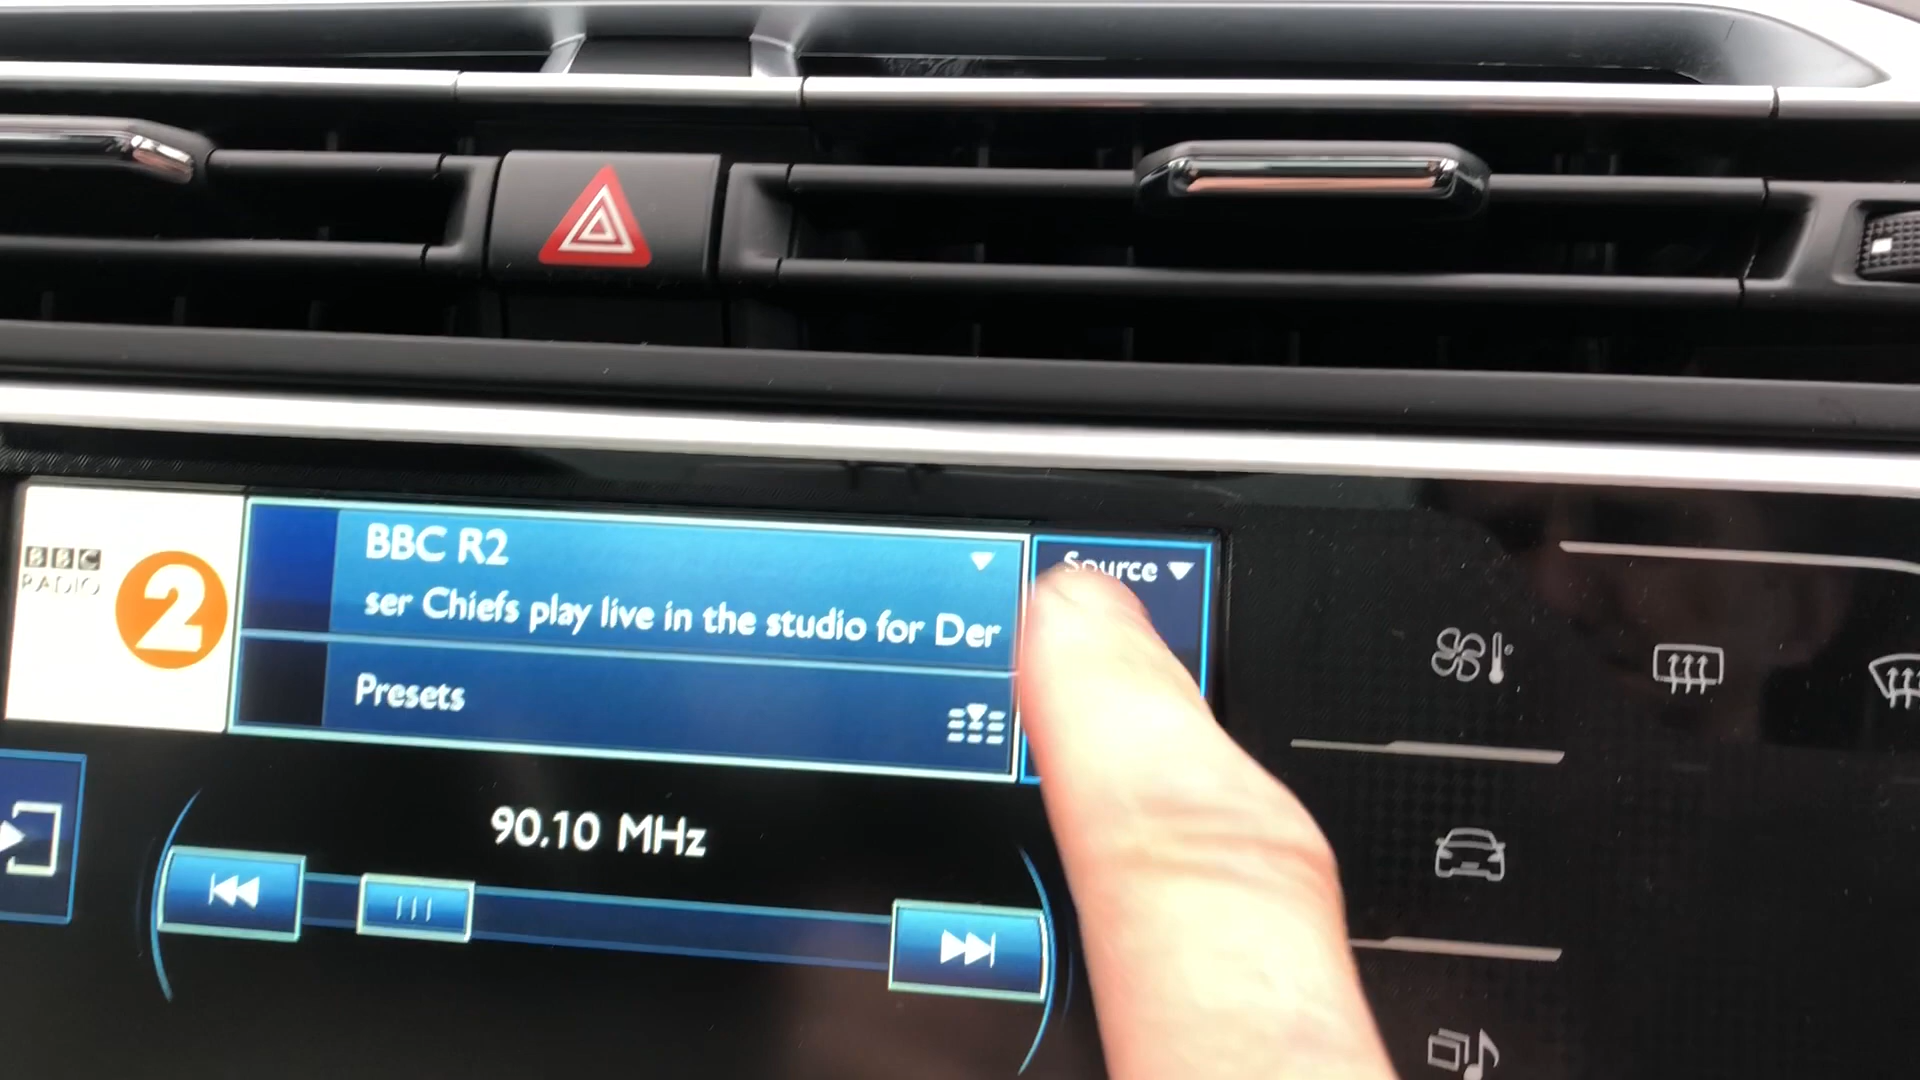 BBC
RADIO
2
BBC R2
ser Chiefs play live in the studio for Der
Presets
Source
90.10 MHz